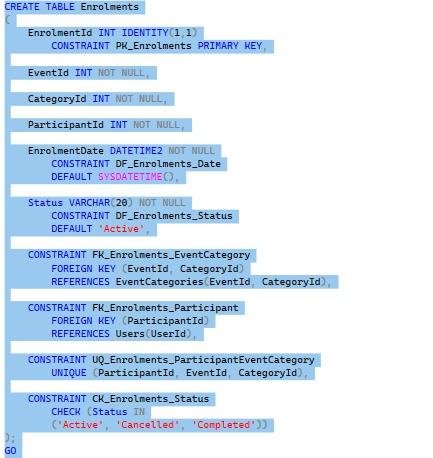 CREATE TABLE Enrolments
(
EnrolmentId INT IDENTITY(1,1)
CONSTRAINT PK_Enrolments PRIMARY KEY,
EventId INT NOT NULL,
CategoryId INT NOT NULL,
ParticipantId INT NOT NULL,
EnrolmentDate DATETIME2 NOT NULL
CONSTRAINT DF_Enrolments_Date
DEFAULT SYSDATETIME(),
Status VARCHAR(20) NOT NULL
CONSTRAINT DF_Enrolments_Status
DEFAULT 'Active',
CONSTRAINT FK_Enrolments_EventCategory
FOREIGN KEY (EventId, CategoryId)
REFERENCES EventCategories(EventId, CategoryId),
CONSTRAINT FK_Enrolments_Participant
FOREIGN KEY (ParticipantId)
REFERENCES Users(UserId),
CONSTRAINT UQ_Enrolments_ParticipantEventCategory
UNIQUE (ParticipantId, EventId, CategoryId),
CONSTRAINT CK_Enrolments_Status
CHECK (Status IN
('Active', 'Cancelled', 'Completed'))
);
GO